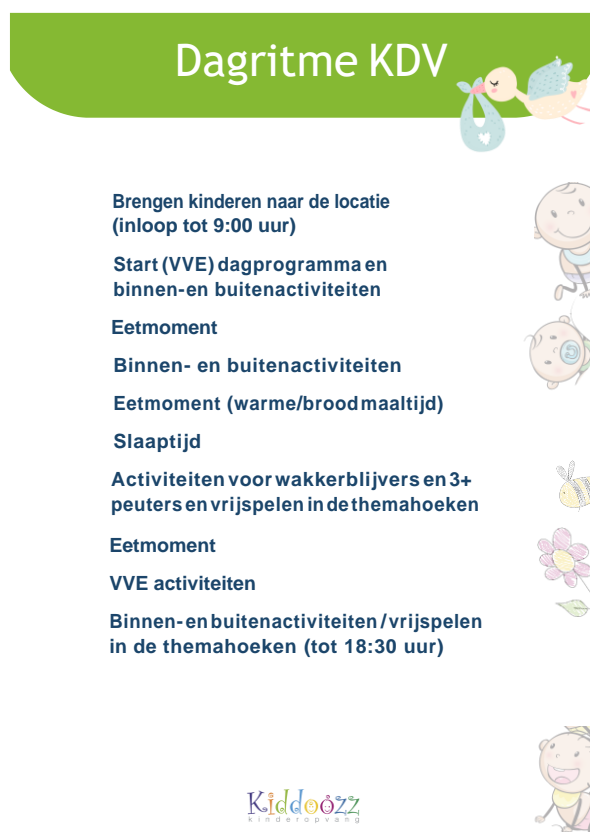 Dagritme KDV
Brengen kinderen naar de locatie
(inloop tot 9:00 uur)
Start (VVE) dagprogramma en
binnen-en buitenactiviteiten
Eetmoment
Binnen- en buitenactiviteiten
Eetmoment (warme/broodmaaltijd)
Slaaptijd
Activiteiten voor wakkerblijvers en 3+
peuters en vrijspelen in de themahoeken
Eetmoment
VVE activiteiten
Binnen- en buitenactiviteiten / vrijspelen
in de themahoeken (tot 18:30 uur)
Kiddoozz
kinderopvang